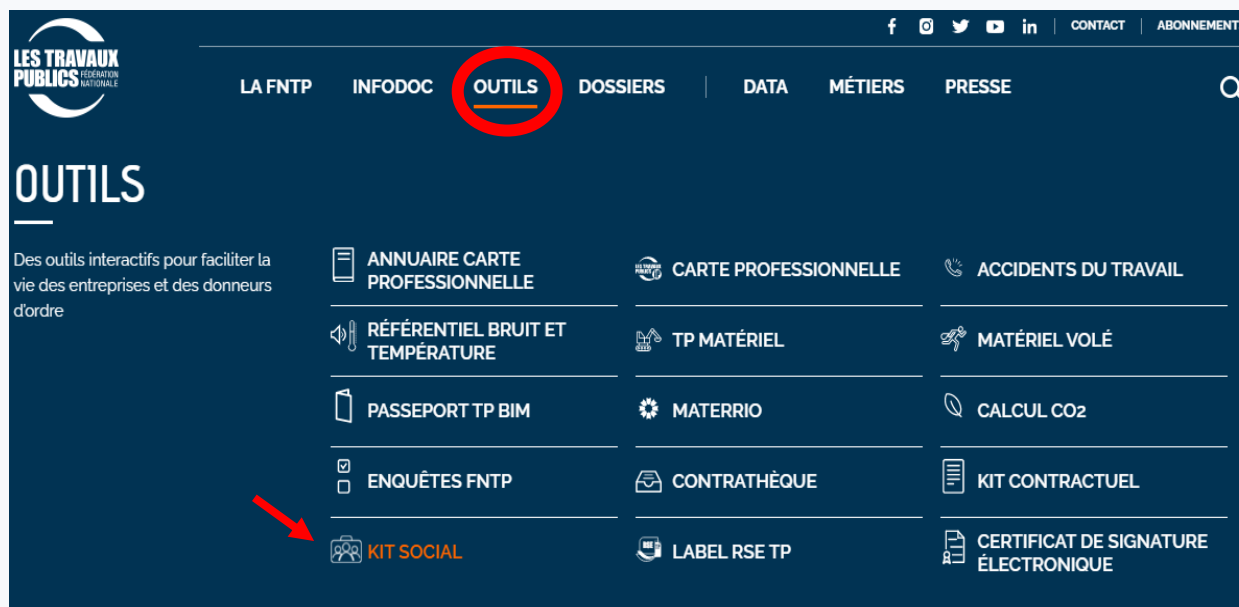 CONTACT
ABONNEMENT
LES TRAVAUX
PUBLICS FÉDÉRATION
NATIONALE
LA FNTP
INFODOC
OUTILS
DOSSIERS
DATA
MÉTIERS
PRESSE
OUTILS
Des outils interactifs pour faciliter la
vie des entreprises et des donneurs
d'ordre
ANNUAIRE CARTE
PROFESSIONNELLE
CARTE PROFESSIONNELLE
ACCIDENTS DU TRAVAIL
RÉFÉRENTIEL BRUIT ET
TEMPÉRATURE
TP MATÉRIEL
MATÉRIEL VOLÉ
PASSEPORT TP BIM
MATERRIO
CALCUL CO2
ENQUÊTES FNTP
CONTRATHÈQUE
KIT CONTRACTUEL
KIT SOCIAL
LABEL RSE TP
CERTIFICAT DE SIGNATURE
ÉLECTRONIQUE